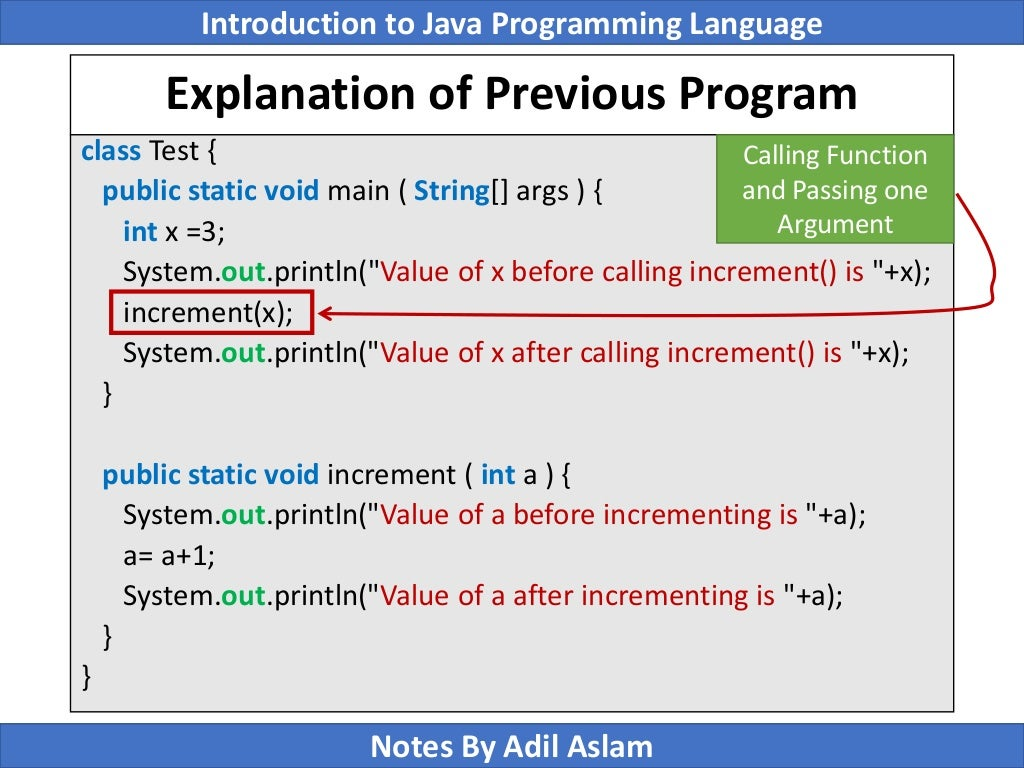 Introduction to Java Programming Language
Explanation of Previous Program
class Test {
public static void main ( String[] args ) {
int x =3;
System.out.println("Value of x before calling increment() is "+x);
increment(x);
System.out.println("Value of x after calling increment() is "+x);
}
public static void increment ( int a ) {
System.out.println("Value of a before incrementing is "+a);
a= a+1;
System.out.println("Value of a after incrementing is "+a);
}
}
Calling Function
and Passing one
Argument
Notes By Adil Aslam